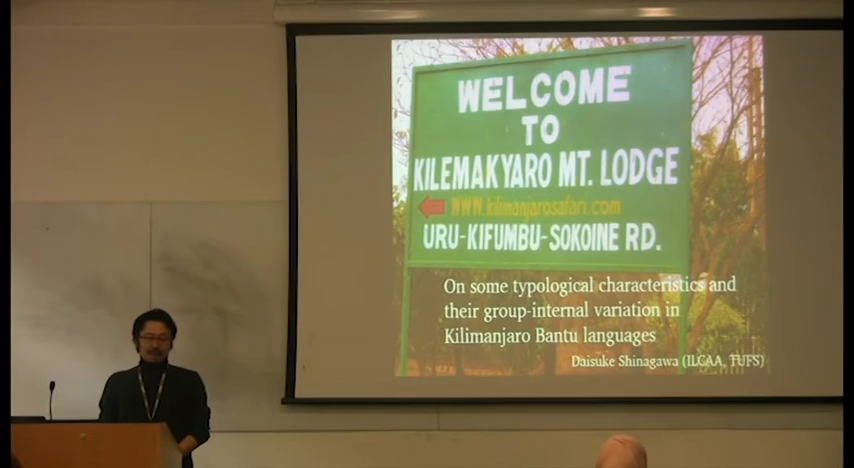 WELCOME
TO
KILEMAKYARO MT. LODGE
WWW.kilimanjarosafari.com
URU-KIFUMBU-SOKOINE RD.
On some typological characteristics and
their group-internal variation in
Kilimanjaro Bantu languages
Daisuke Shinagawa (ILCAA, TUFS)